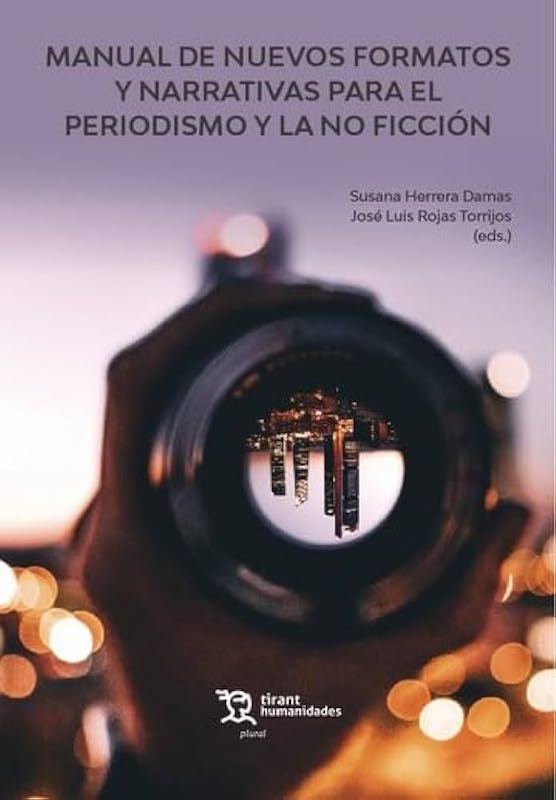 MANUAL DE NUEVOS FORMATOS
Y NARRATIVAS PARA EL
PERIODISMO Y LA NO FICCIÓN
Susana Herrera Damas
José Luis Rojas Torrijos
(eds.)
tirant
humanidades
plural